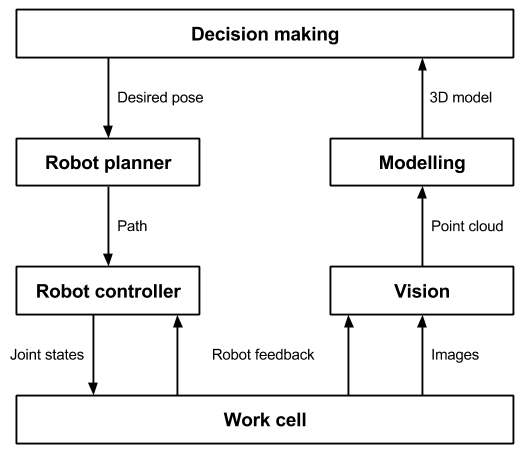 Decision making
Desired pose
3D model
Robot planner
Modelling
Path
Point cloud
Robot controller
Vision
Joint states
Robot feedback
Images
Work cell